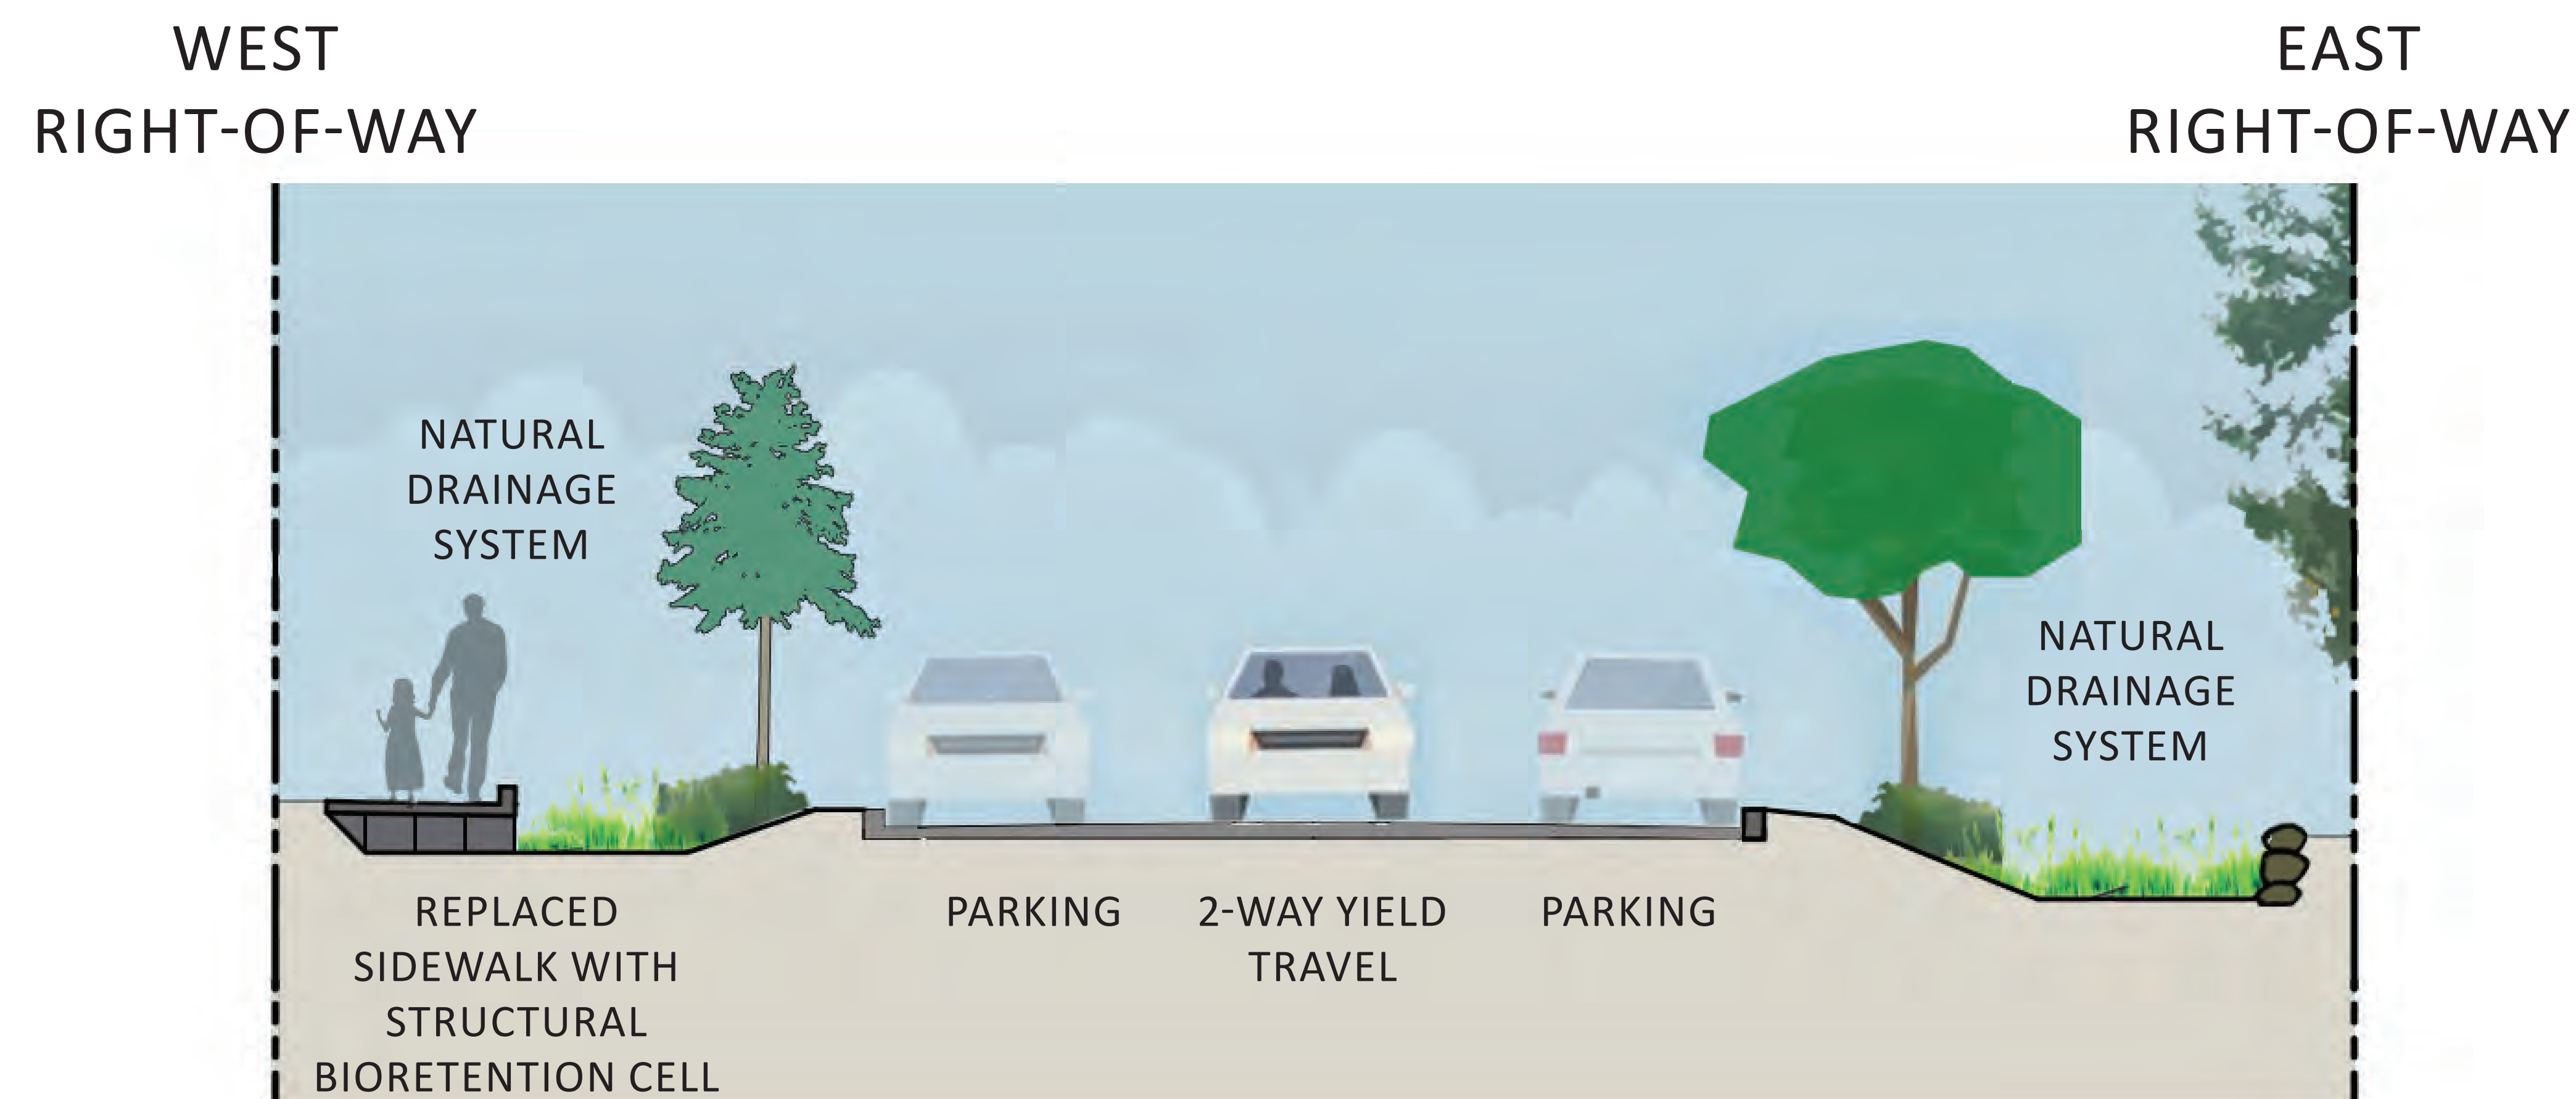 WEST
RIGHT-OF-WAY
EAST
RIGHT-OF-WAY
NATURAL
DRAINAGE
SYSTEM
NATURAL
DRAINAGE
SYSTEM
REPLACED
SIDEWALK WITH
STRUCTURAL
BIORETENTION CELL
PARKING
2-WAY YIELD
TRAVEL
PARKING